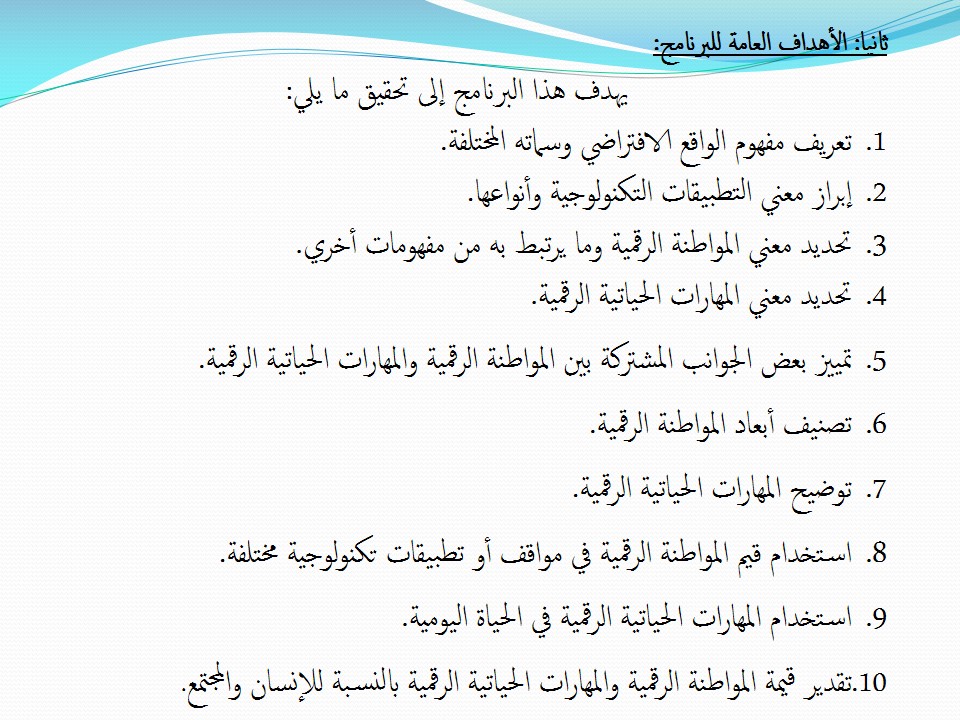 ثانيا: الأهداف العامة للبرنامج:
يهدف هذا البرنامج إلى تحقيق ما يلي:
1. تعريف مفهوم الواقع الافتراضي وسماته المختلفة.
2. إبراز معني التطبيقات التكنولوجية وأنواعها.
3. تحديد معني المواطنة الرقمية وما يرتبط به من مفهومات أخري.
4. تحديد معني المهارات الحياتية الرقمية.
5. تمييز بعض الجوانب المشتركة بين المواطنة الرقمية والمهارات الحياتية الرقمية.
6. تصنيف أبعاد المواطنة الرقمية.
7. توضيح المهارات الحياتية الرقمية.
8. استخدام قيم المواطنة الرقمية في مواقف أو تطبيقات تكنولوجية مختلفة.
9. استخدام المهارات الحياتية الرقمية في الحياة اليومية.
10.تقدير قيمة المواطنة الرقمية والمهارات الحياتية الرقمية بالنسبة للإنسان والمجتمع.